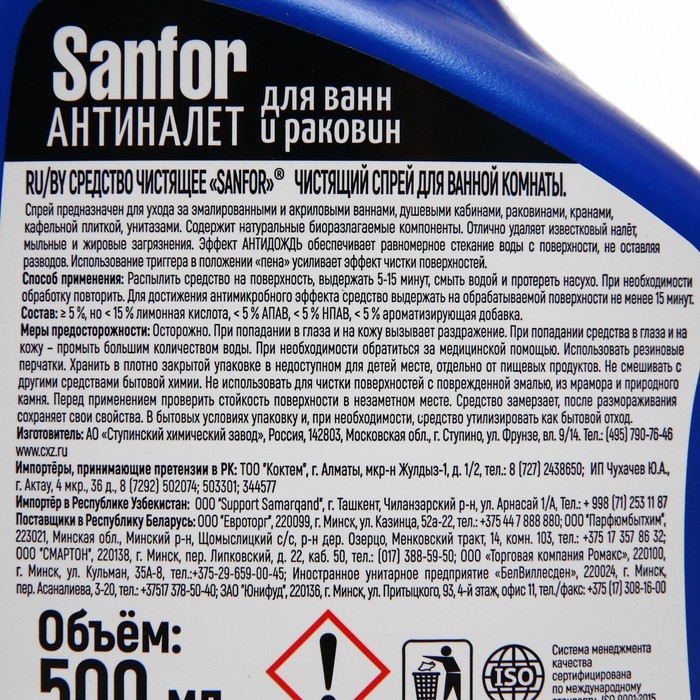 Sanfor
АНТИНАЛЕТ
для ванн
и раковин
RU/BY СРЕДСТВО ЧИСТЯЩЕЕ «SANFOR»® ЧИСТЯЩИЙ СПРЕЙ ДЛЯ ВАННОЙ КОМНАТЫ.
Спрей предназначен для ухода за эмалированными и акриловыми ваннами, душевыми кабинами, раковинами, кранами,
кафельной плиткой, унитазами. Содержит натуральные биоразлагаемые компоненты. Отлично удаляет известковый налёт,
мыльные и жировые загрязнения. Эффект АНТИДОЖДЬ обеспечивает равномерное стекание воды с поверхности, не оставляя
разводов. Использование триггера в положении «пена» усиливает эффект чистки поверхностей.
Способ применения: Распылить средство на поверхность, выдержать 5-15 минут, смыть водой и протереть насухо. При необходимости
обработку повторить. Для достижения антимикробного эффекта средство выдержать на обрабатываемой поверхности не менее 15 минут.
Состав: ≥ 5 %, но < 15 % лимонная кислота, < 5 % АПАВ, < 5 % НПАВ, < 5 % ароматизирующая добавка.
Меры предосторожности: Осторожно. При попадании в глаза и на кожу вызывает раздражение. При попадании средства в глаза и на
кожу – промыть большим количеством воды. При необходимости обратиться за медицинской помощью. Использовать резиновые
перчатки. Хранить в плотно закрытой упаковке в недоступном для детей месте, отдельно от пищевых продуктов. Не смешивать с
другими средствами бытовой химии. Не использовать для чистки поверхностей с поврежденной эмалью, из мрамора и природного
камня. Перед применением проверить стойкость поверхности в незаметном месте. Средство замерзает, после размораживания
сохраняет свои свойства. В бытовых условиях упаковку и, при необходимости, средство утилизировать как бытовой отход.
Изготовитель: АО «Ступинский химический завод», Россия, 142803, Московская обл., г. Ступино, ул. Фрунзе, вл. 9/14. Тел.: (495) 790-76-46
www.cxz.ru
Импортёры, принимающие претензии в РК: ТОО "Коктем", г. Алматы, мкр-н Жулдыз-1, д. 1/2, тел.: 8 (727) 2438650; ИП Чухачев Ю.А.,
г. Актау, 4 мкр., 36 д., 8 (7292) 502074; 503301; 344577
Импортёр в Республике Узбекистан: ООО "Support Samarqand", г. Ташкент, Чиланзарский р-н, ул. Арнасай 1/А, Тел.: + 998 (71) 253 11 87
Поставщики в Республику Беларусь: ООО "Евроторг", 220099, г. Минск, ул. Казинца, 52а-22, тел.: +375 44 7 888 880; ООО "Парфюмбытхим",
223021, Минская обл., Минский р-н, Щомыслицкий с/с, р-н дер. Озерцо, Меньковский тракт, 14, комн. 103, тел.: +375 17 357 86 32;
ООО "СМАРТОН", 220138, г. Минск, пер. Липковский, д. 22, каб. 50, тел.: (017) 388-59-50; ООО «Торговая компания Ромакс», 220100,
г. Минск, ул. Кульман, 35А-8, тел.:+375-29-659-00-45; Иностранное унитарное предприятие «БелВиллесден», 220024, г. Минск,
пер. Асаналиева, 3-20, тел.: +37517 378-50-40; ЗАО "Юнифуд", 220136, г. Минск, ул. Притыцкого, 93, 4-й этаж, офис 11, тел./факс: +375 (17) 308-16-00
Объём:
500 мл
ISO
Система менеджмента
качества
сертифицирована
по международному
стандарту ISO 9001:2015